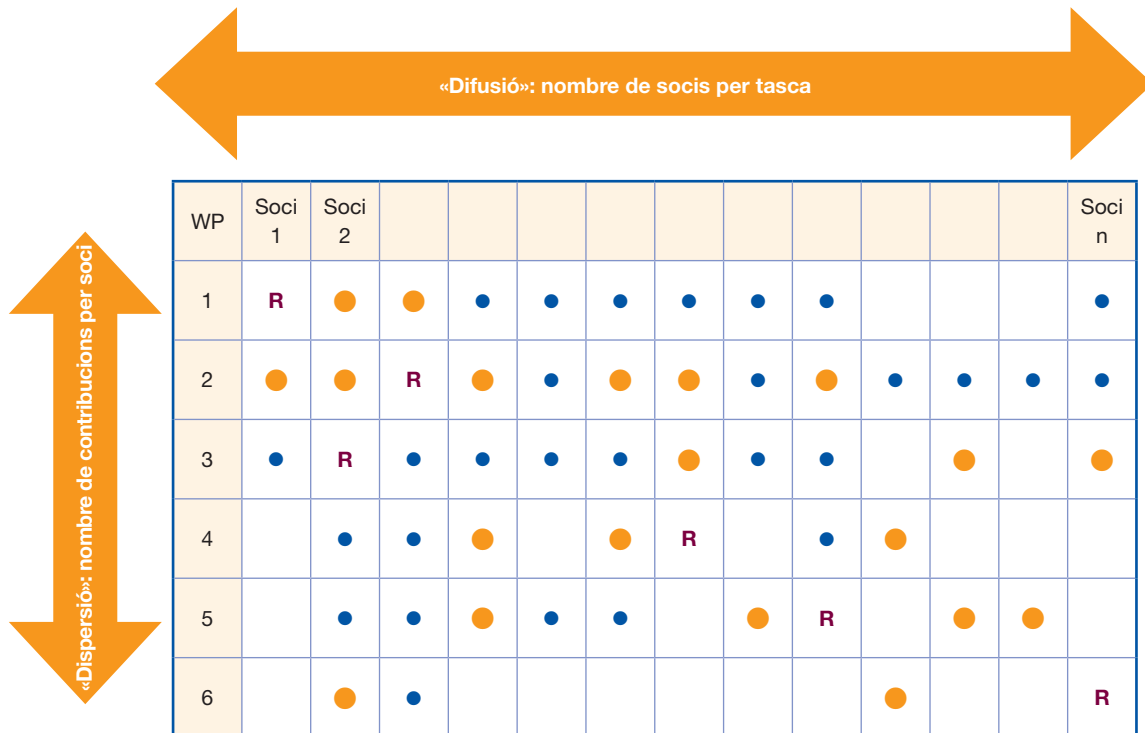 «Difusió»: nombre de socis per tasca
«Dispersió»: nombre de contribucions per soci
WP Soci 1 Soci 2 Soci n
1 R
2 R
3 R
4 R
5 R
6 R